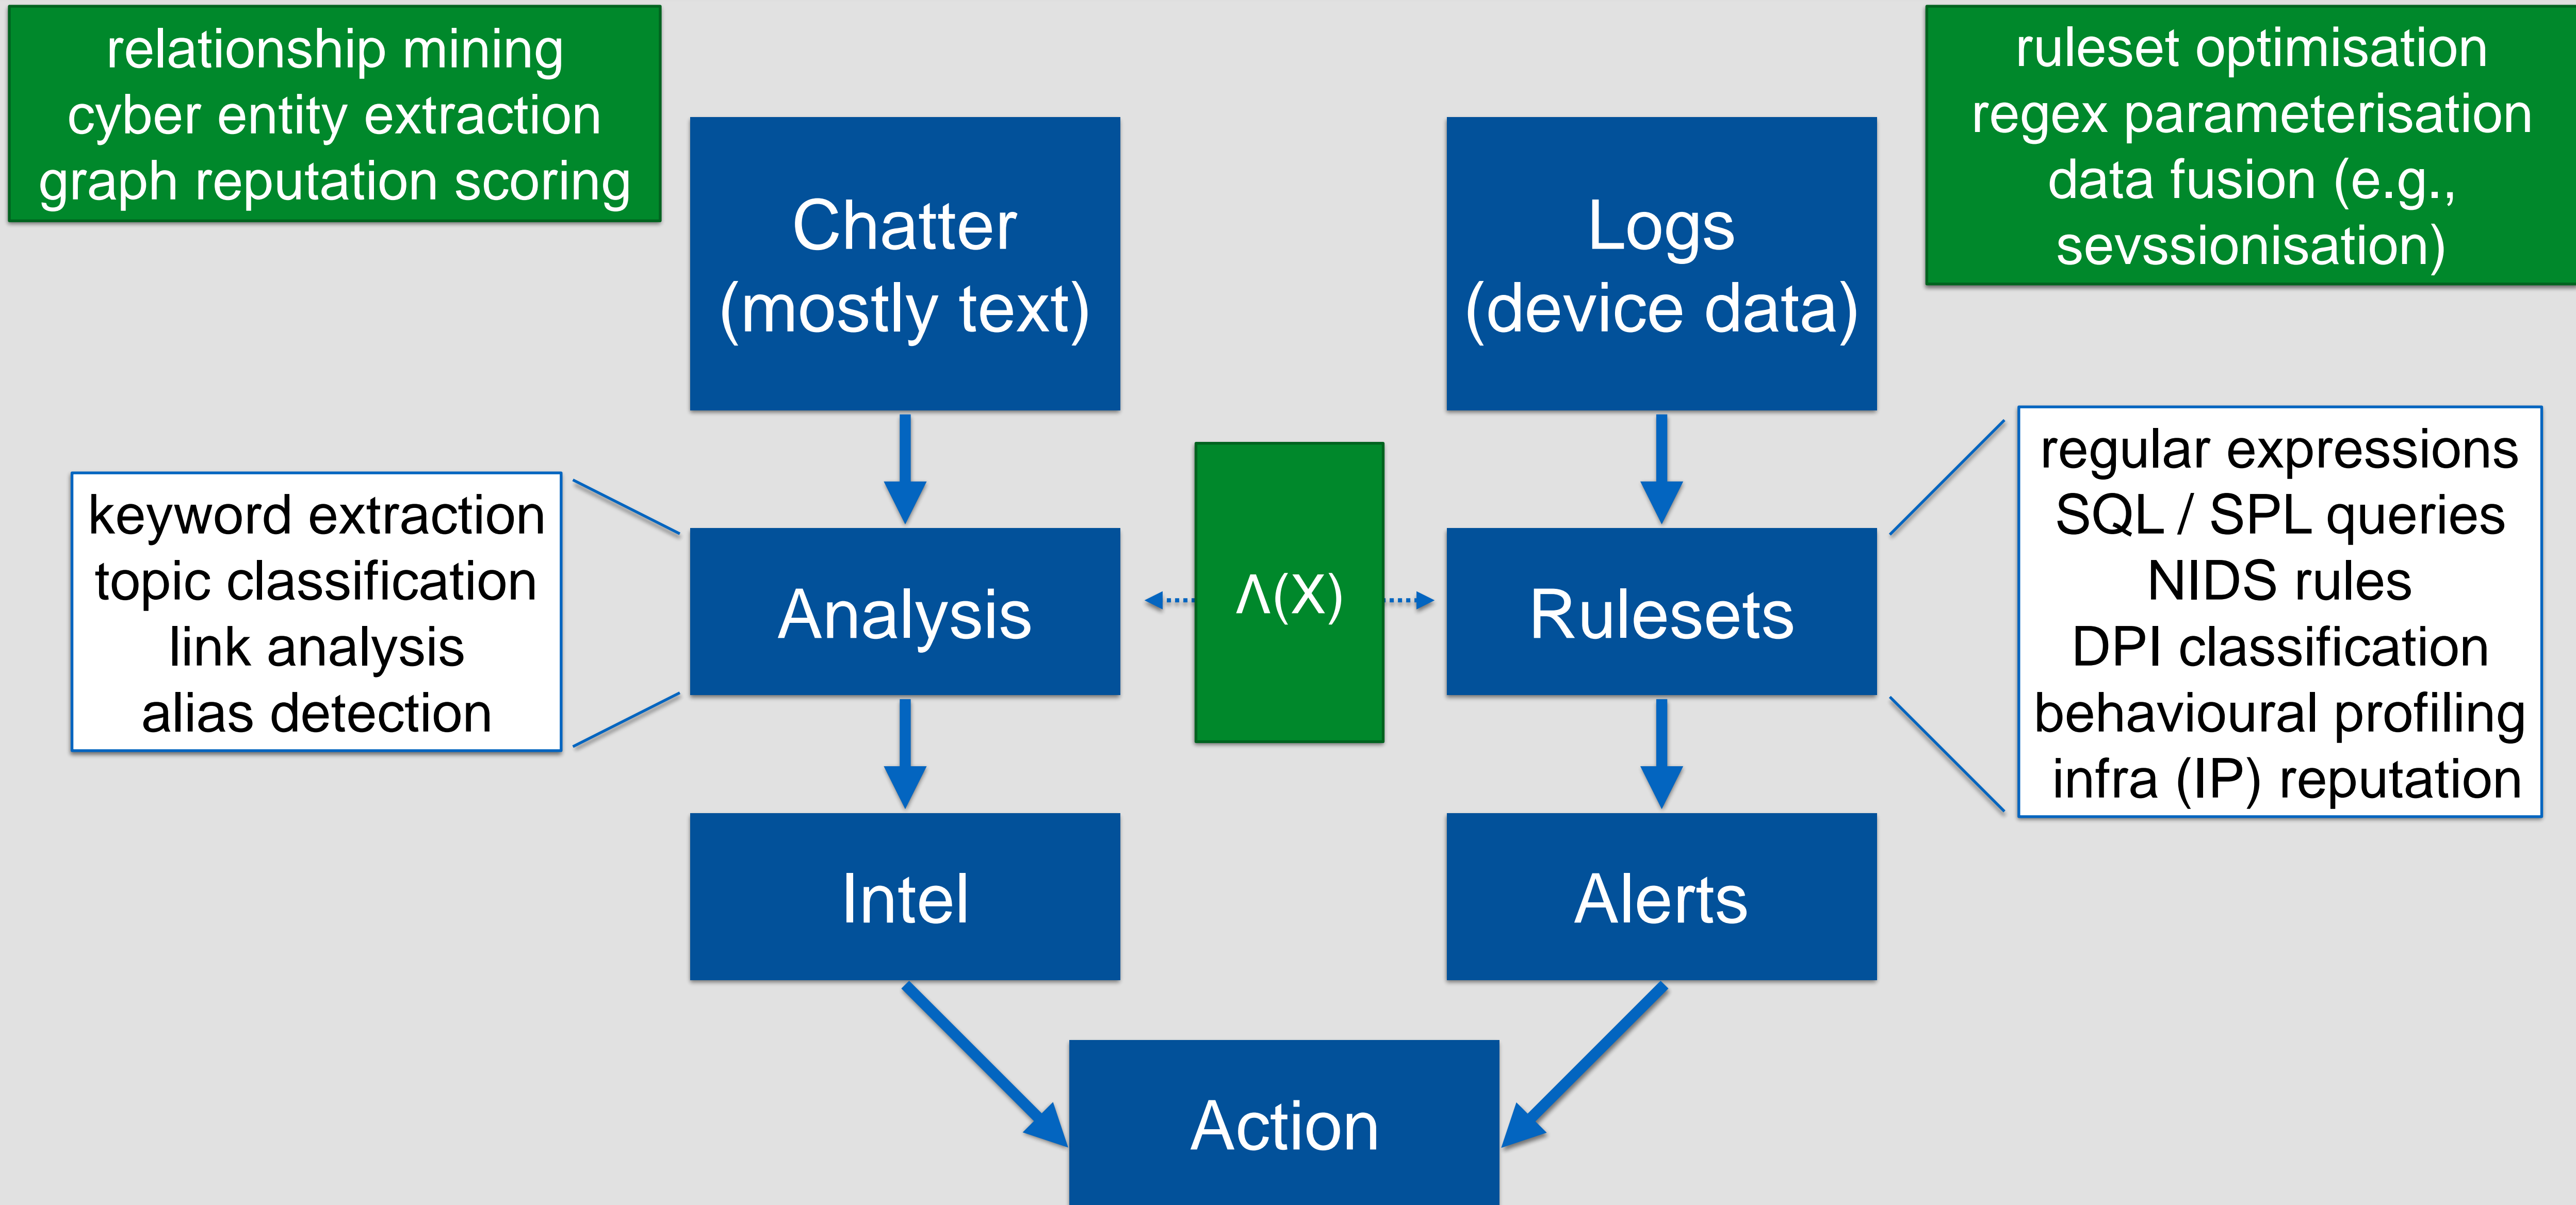 relationship mining
cyber entity extraction
graph reputation scoring
ruleset optimisation
regex parameterisation
data fusion (e.g.,
sevssionisation)
Chatter
(mostly text)
Logs
(device data)
keyword extraction
topic classification
link analysis
alias detection
Analysis
Λ(X)
Rulesets
regular expressions
SQL / SPL queries
NIDS rules
DPI classification
behavioural profiling
infra (IP) reputation
Intel
Alerts
Action